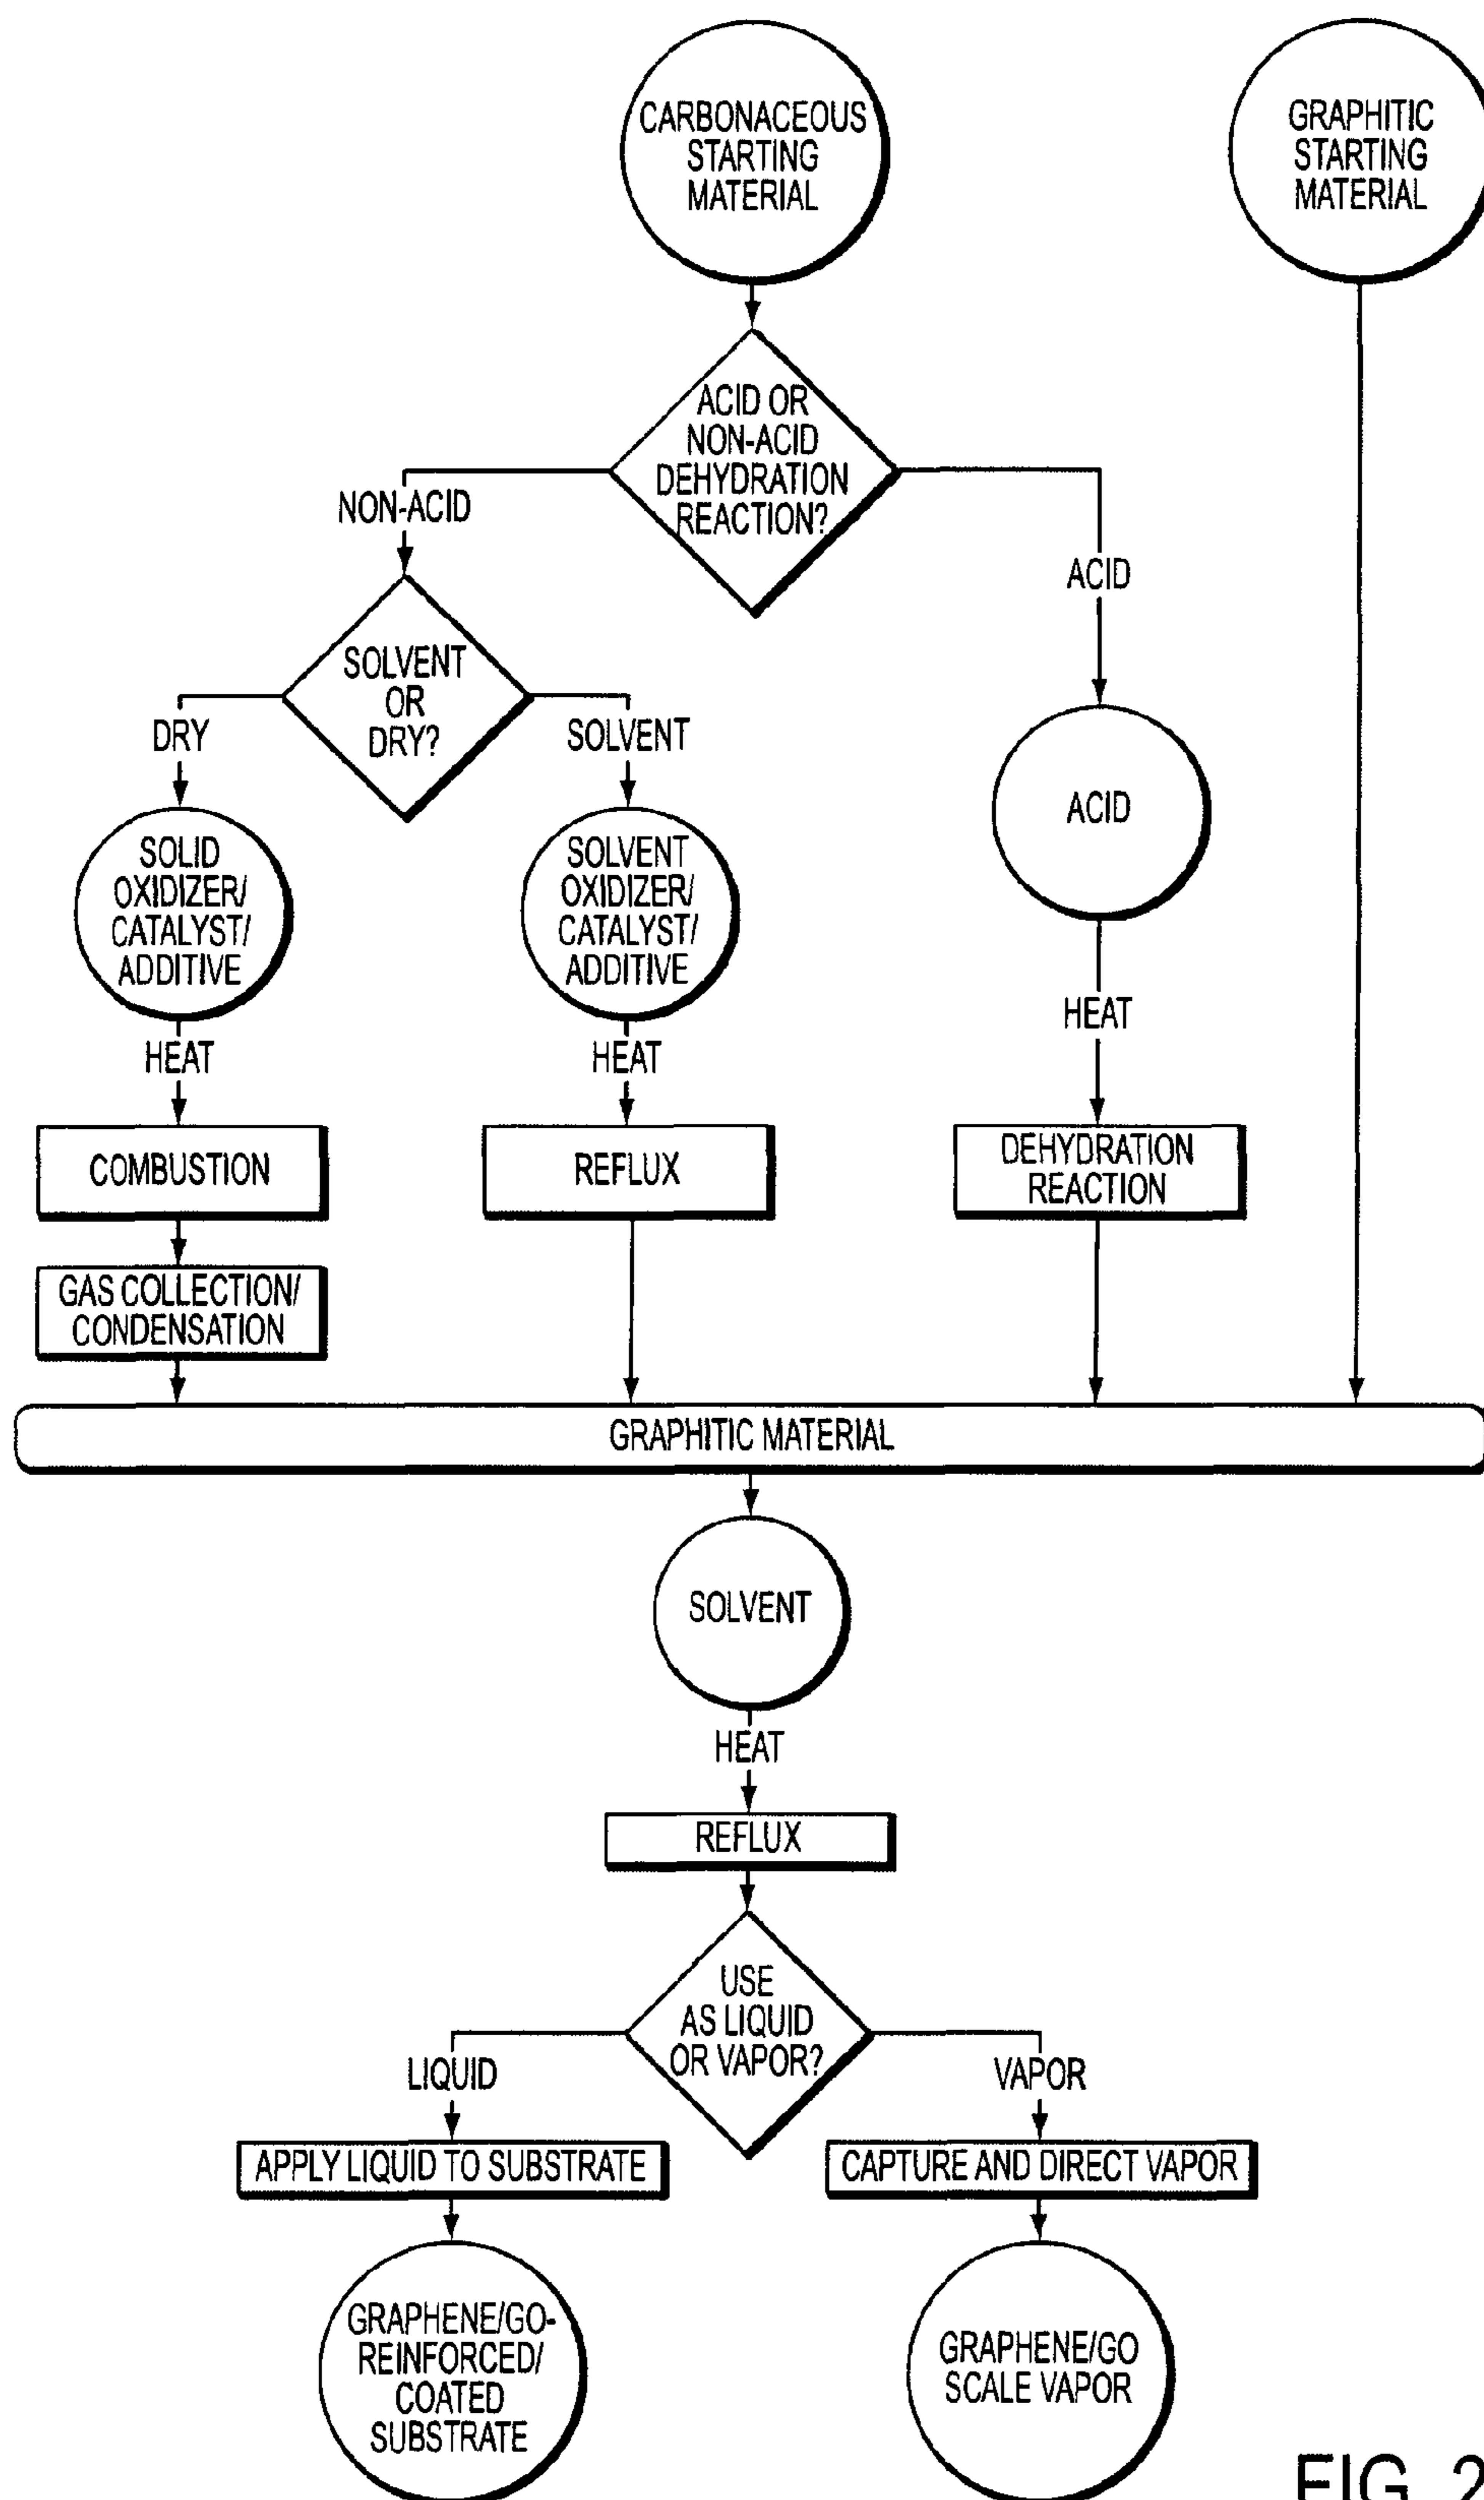 CARBONACEOUS
STARTING
MATERIAL
GRAPHITIC
STARTING
MATERIAL
ACID OR
NON-ACID
DEHYDRATION
REACTION?
NON-ACID
ACID
SOLVENT
OR
DRY?
DRY
SOLVENT
SOLID
OXIDIZER/
CATALYST/
ADDITIVE
SOLVENT
OXIDIZER/
CATALYST/
ADDITIVE
ACID
HEAT
HEAT
HEAT
COMBUSTION
REFLUX
DEHYDRATION
REACTION
GAS COLLECTION/
CONDENSATION
GRAPHITIC MATERIAL
SOLVENT
HEAT
REFLUX
USE
AS LIQUID
OR VAPOR?
LIQUID
VAPOR
APPLY LIQUID TO SUBSTRATE
CAPTURE AND DIRECT VAPOR
GRAPHENE/GO-
REINFORCED/
COATED
SUBSTRATE
GRAPHENE/GO
SCALE VAPOR
FIG. 2